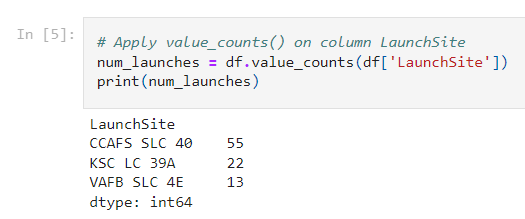 In [5]:
# Apply value_counts() on column LaunchSite
num_launches = df.value_counts(df['LaunchSite'])
print(num_launches)
LaunchSite
CCAFS SLC 40    55
KSC LC 39A      22
VAFB SLC 4E     13
dtype: int64